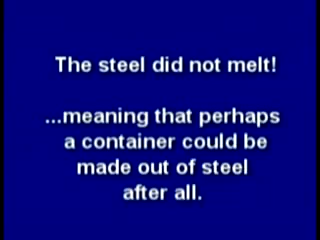 The steel did not melt!
...meaning that perhaps
a container could be
made out of steel
after all.